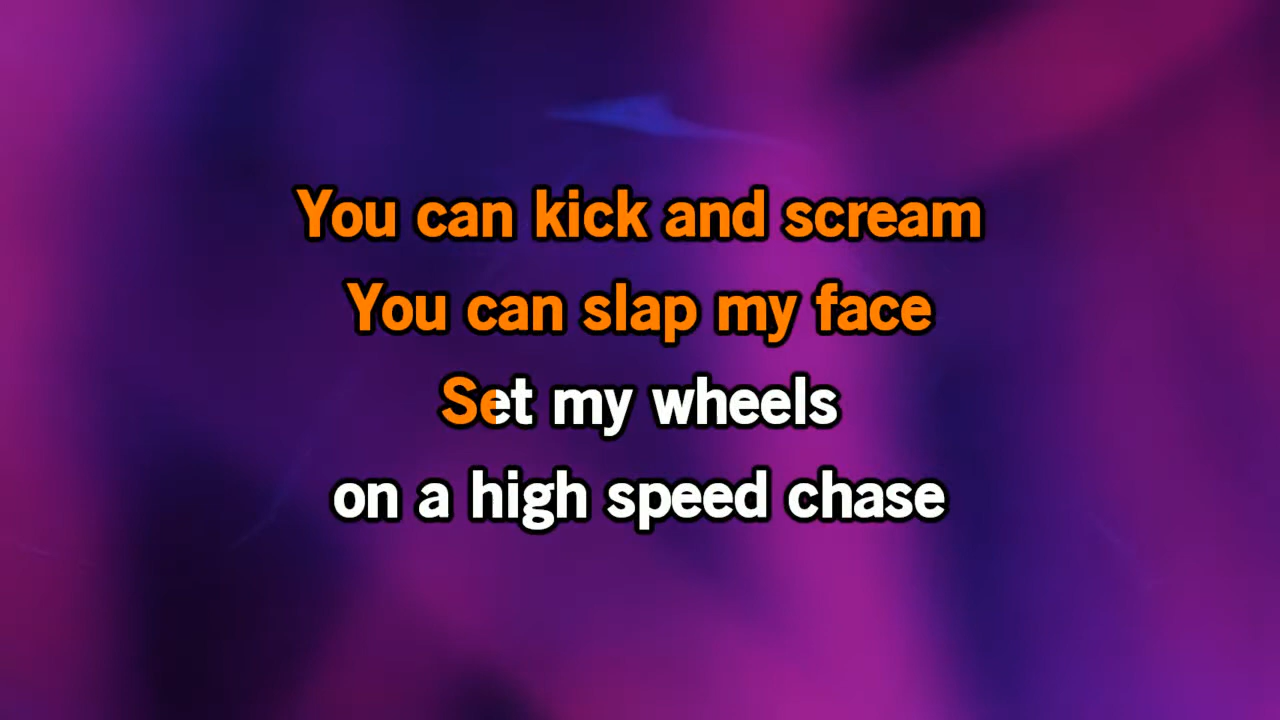 You can kick and scream
You can slap my face
Set my wheels
on a high speed chase